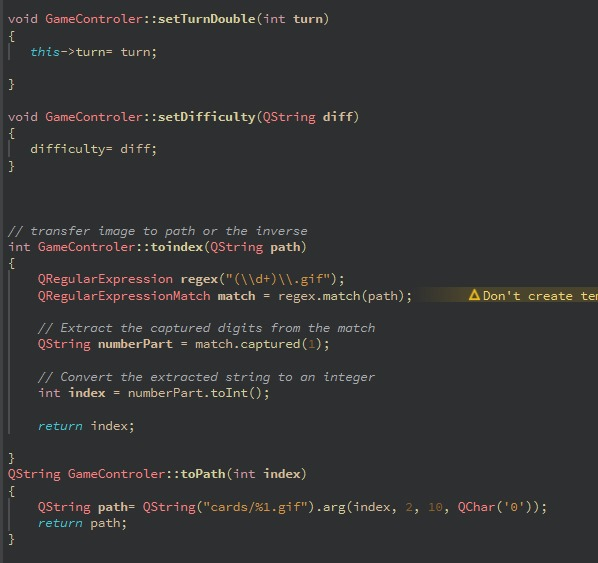 void GameControler::setTurnDouble(int turn)
{
this->turn= turn;
}
void GameControler::setDifficulty(QString diff)
{
difficulty= diff;
}
// transfer image to path or the inverse
int GameControler::toindex(QString path)
{
QRegularExpression regex("(\\d+)\\.gif");
QRegularExpressionMatch match = regex.match(path); Don't create ten
// Extract the captured digits from the match
QString numberPart = match.captured(1);
// Convert the extracted string to an integer
int index = numberPart.toInt();
return index;
}
QString GameControler::toPath(int index)
{
QString path= QString("cards/%1.gif").arg(index, 2, 10, QChar('0'));
return path;
}